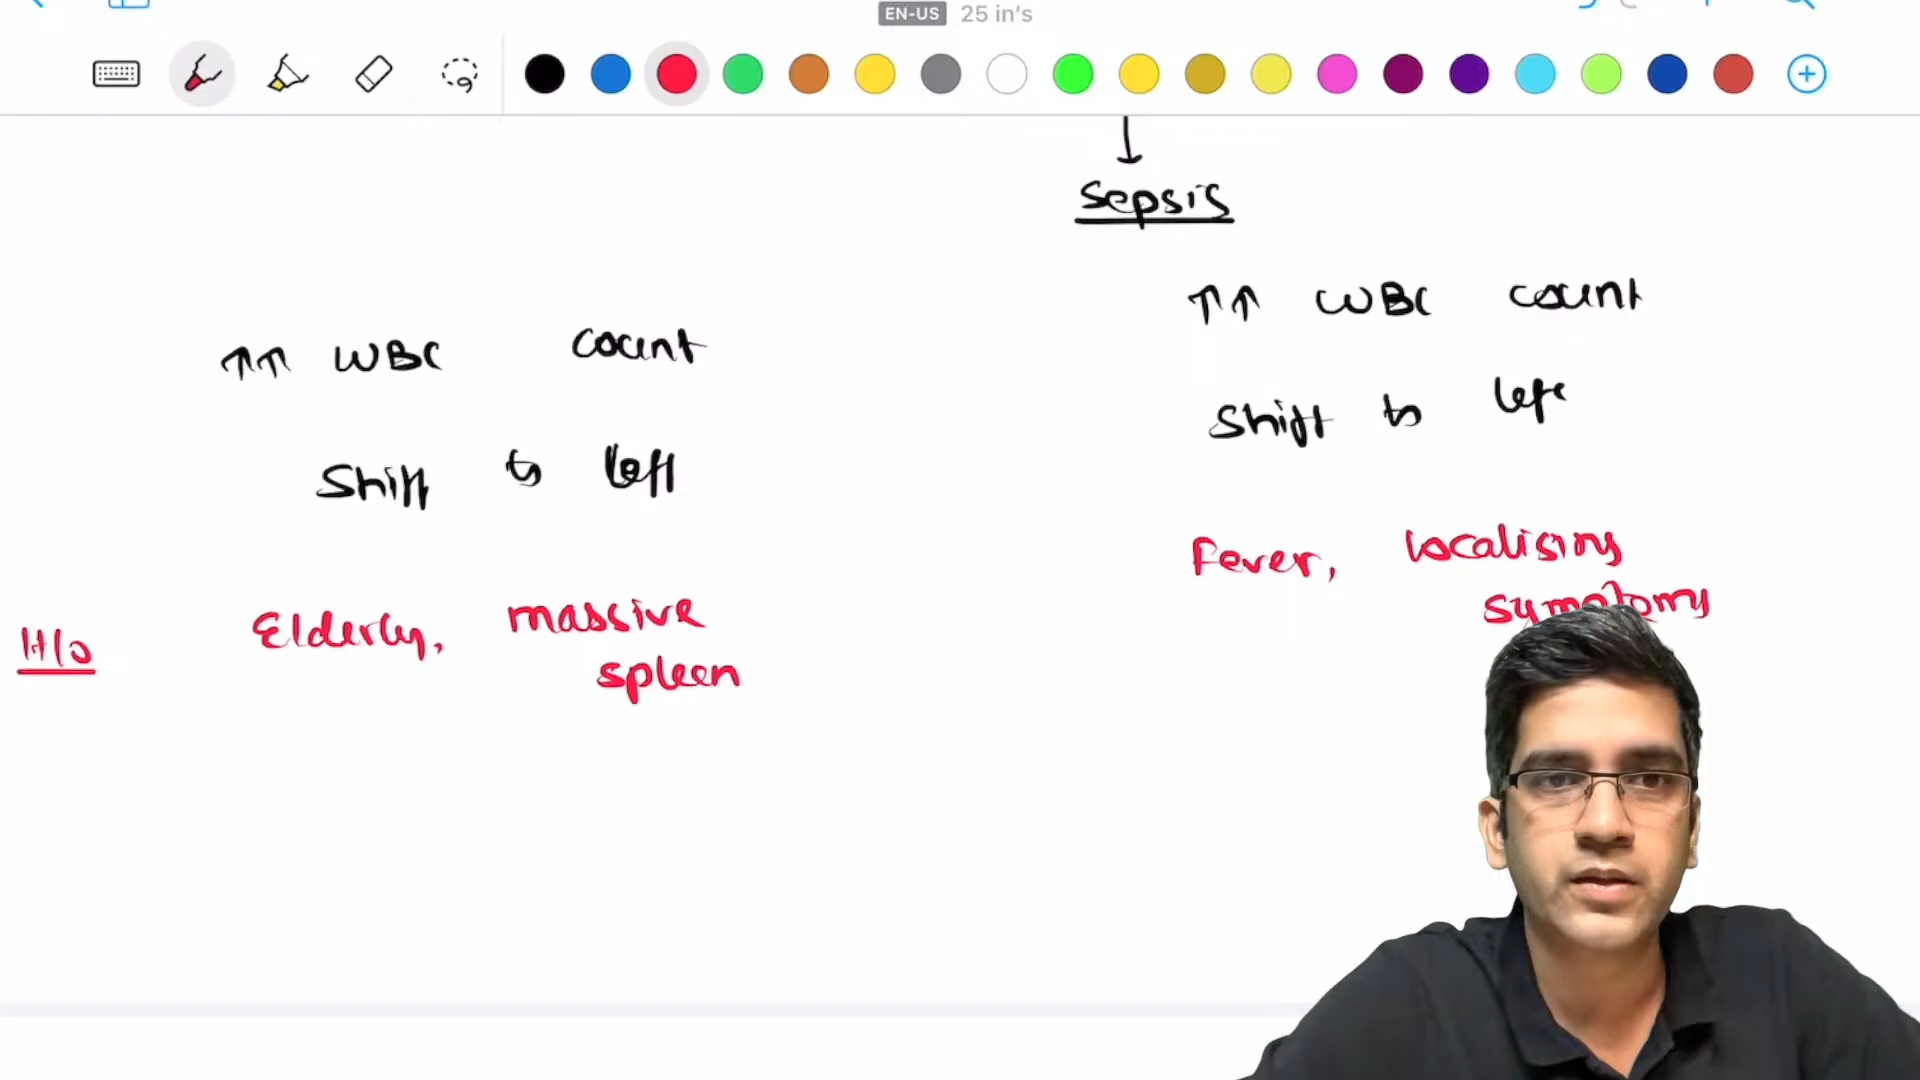 EN-US 25 in's
Sepsis
↑↑ WBC count
↑↑ WBC count
Shift to left
Shift to left
Fever, localising
symptoms
H/o Elderly, massive
spleen